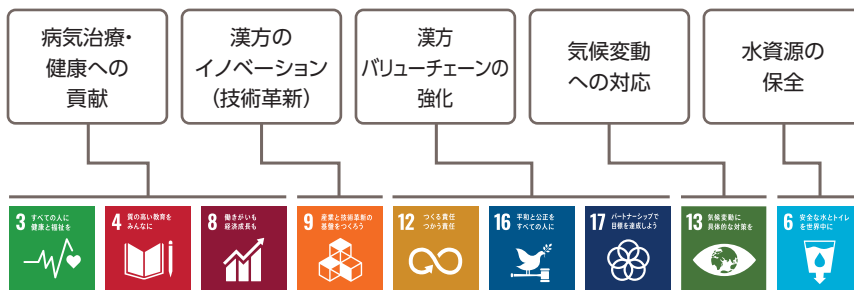 病気治療・
健康への
貢献
漢方の
イノベーション
(技術革新)
漢方
バリューチェーンの
強化
気候変動
への対応
水資源の
保全
3 すべての人に
健康と福祉を
4 質の高い教育を
みんなに
8 働きがいも
経済成長も
9 産業と技術革新の
基盤をつくろう
12 つくる責任
つかう責任
16 平和と公正を
すべての人に
17 パートナーシップで
目標を達成しよう
13 気候変動に
具体的な対策を
6 安全な水とトイレ
を世界中に